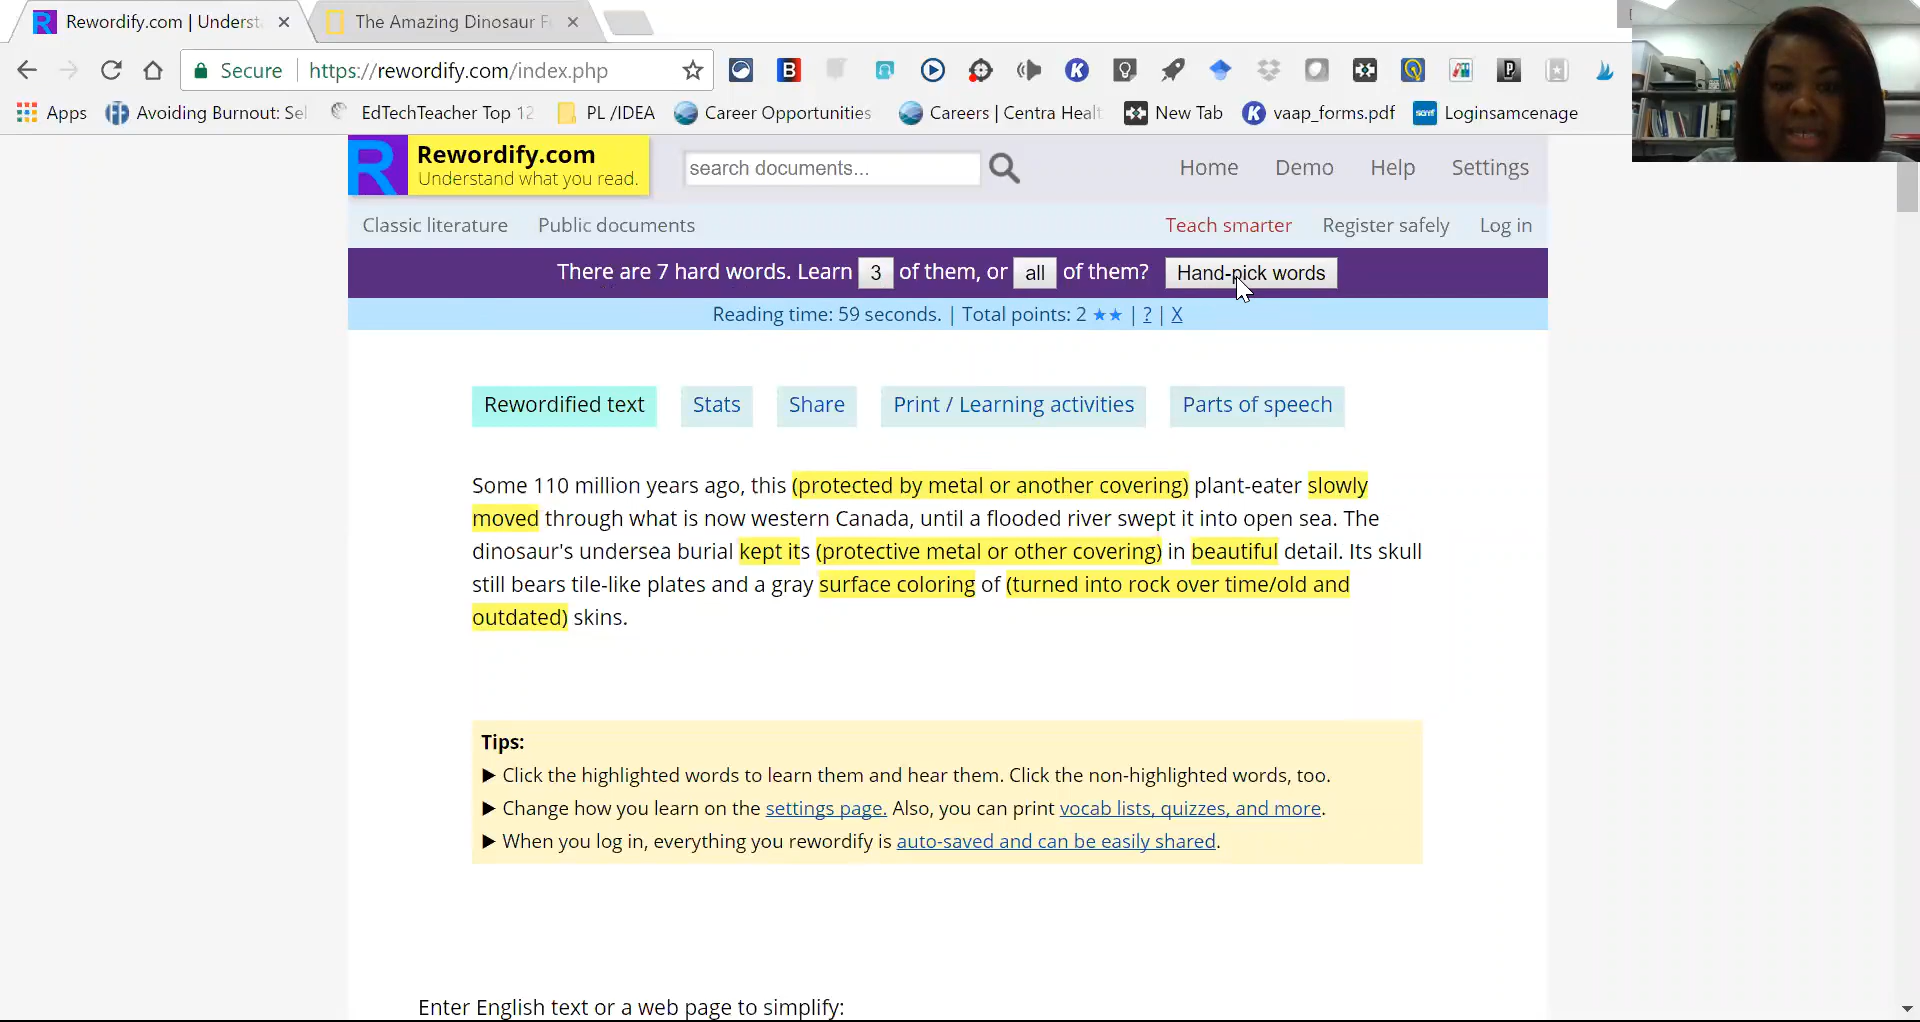 Rewordify.com | Underst
The Amazing Dinosaur F
Secure https://rewordify.com/index.php
Apps Avoiding Burnout: Sel EdTechTeacher Top 12 PL /IDEA Career Opportunities Careers | Centra Healt New Tab vaap_forms.pdf Loginsamcenage
Rewordify.com
Understand what you read.
search documents...
Home Demo Help Settings
Classic literature Public documents Teach smarter Register safely Log in
There are 7 hard words. Learn 3 of them, or all of them? Hand-pick words
Reading time: 59 seconds. | Total points: 2 ★★ | ? | X
Rewordified text Stats Share Print / Learning activities Parts of speech
Some 110 million years ago, this (protected by metal or another covering) plant-eater slowly
moved through what is now western Canada, until a flooded river swept it into open sea. The
dinosaur's undersea burial kept its (protective metal or other covering) in beautiful detail. Its skull
still bears tile-like plates and a gray surface coloring of (turned into rock over time/old and
outdated) skins.
Tips:
▶ Click the highlighted words to learn them and hear them. Click the non-highlighted words, too.
▶ Change how you learn on the settings page. Also, you can print vocab lists, quizzes, and more.
▶ When you log in, everything you rewordify is auto-saved and can be easily shared.
Enter English text or a web page to simplify: